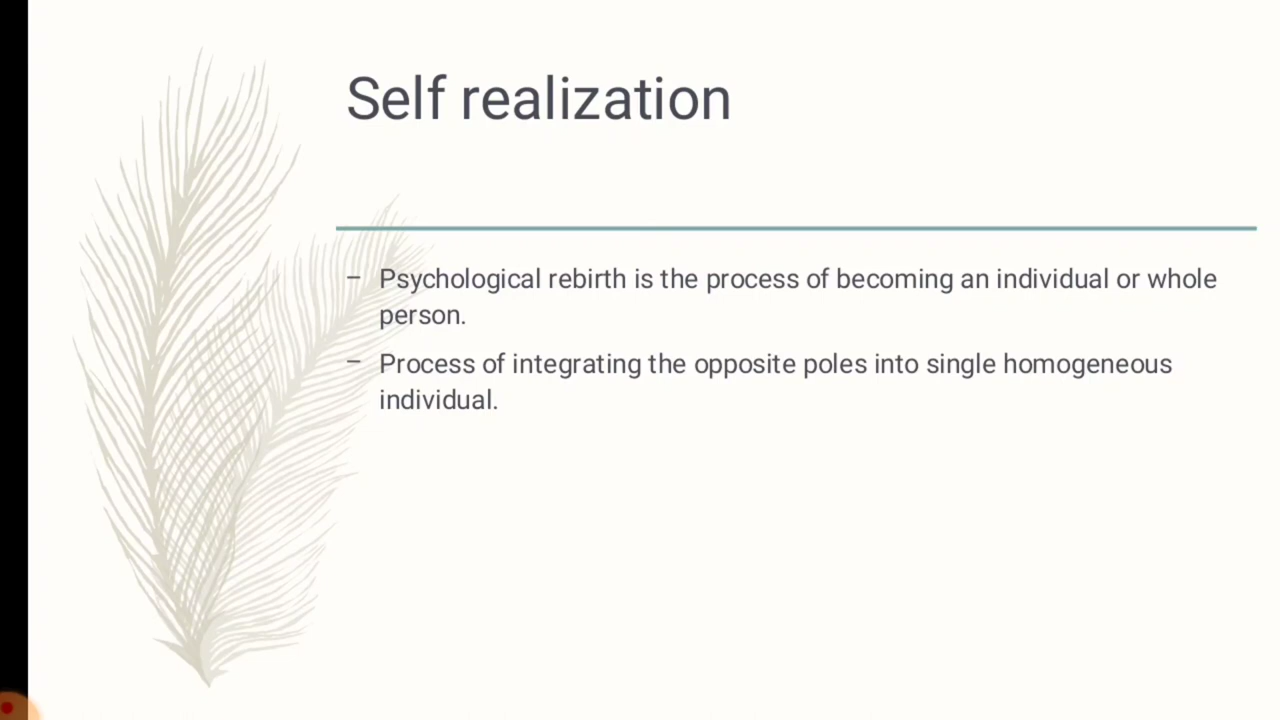 Self realization
– Psychological rebirth is the process of becoming an individual or whole
person.
– Process of integrating the opposite poles into single homogeneous
individual.